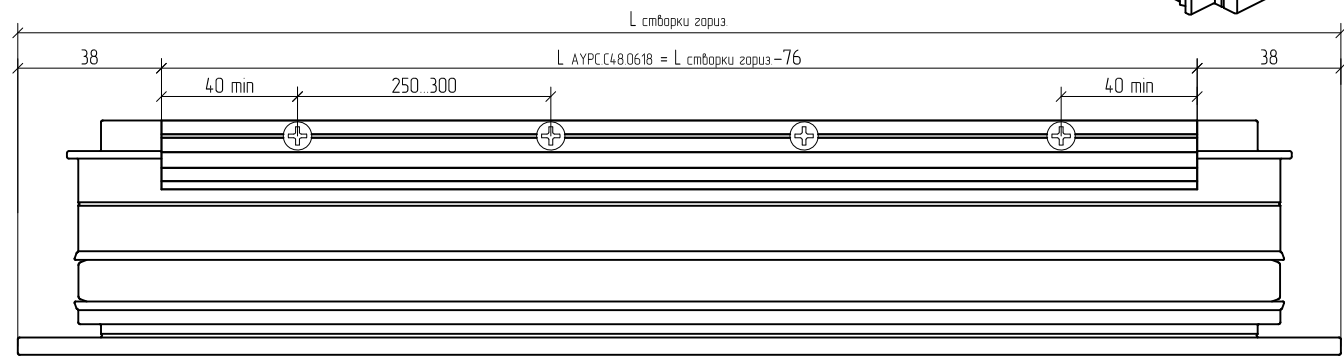 L створки гориз.
38
L AYPC.C48.0618 = L створки гориз.-76
38
40 min
250...300
40 min